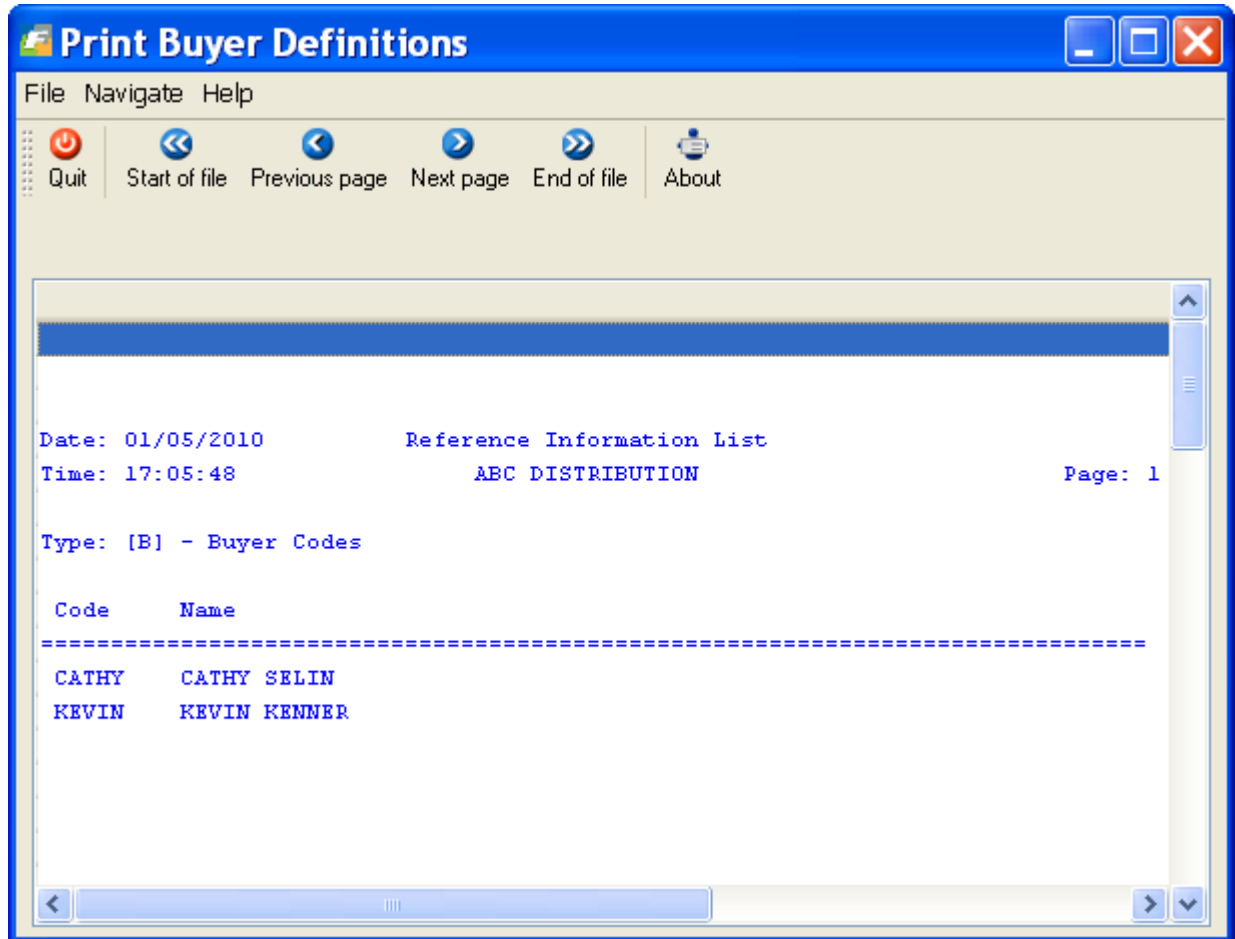 Print Buyer Definitions
File Navigate Help
Quit Start of file Previous page Next page End of file About
Date: 01/05/2010 Reference Information List
Time: 17:05:48 ABC DISTRIBUTION Page: 1
Type: [B] - Buyer Codes
Code Name
===============================================================================
CATHY CATHY SELIN
KEVIN KEVIN KENNER